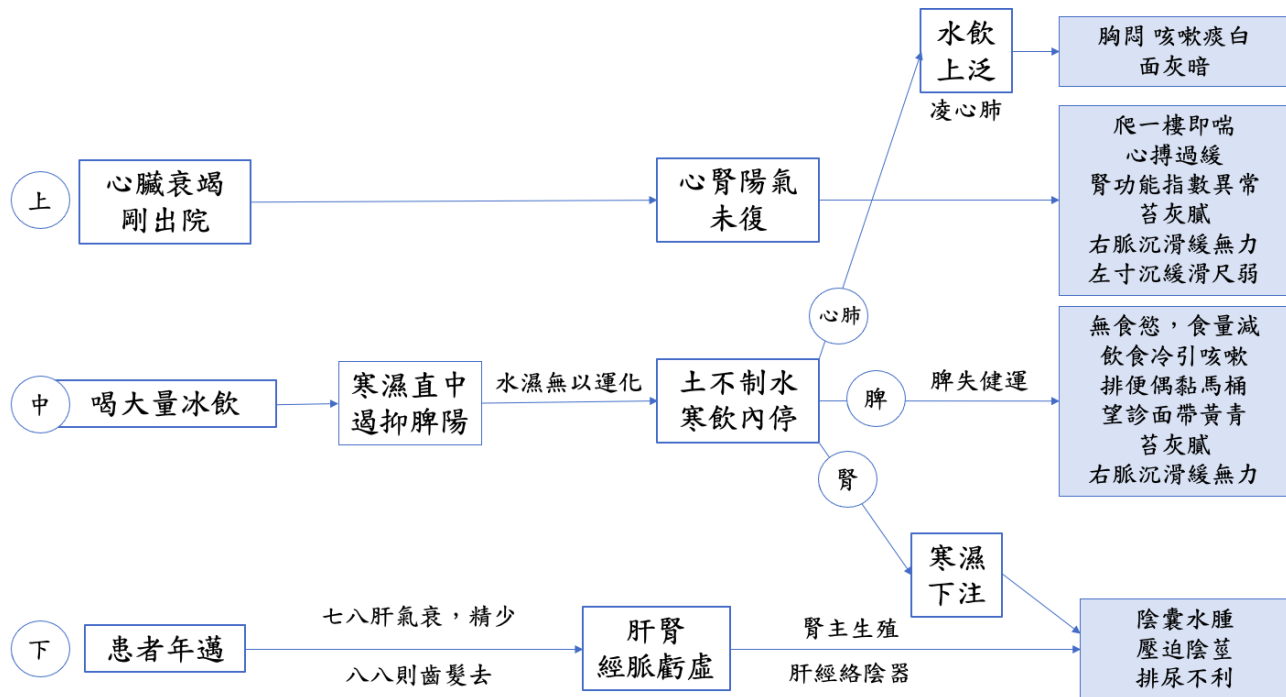 水飲
上泛
凌心肺
胸悶 咳嗽痰白
面灰暗
上
心臟衰竭
剛出院
心腎陽氣
未復
爬一樓即喘
心搏過緩
腎功能指數異常
苔灰膩
右脈沉滑緩無力
左寸沉緩滑尺弱
心肺
中
喝大量冰飲
寒濕直中
遏抑脾陽
水濕無以運化
土不制水
寒飲內停
脾
脾失健運
無食慾，食量減
飲食冷引咳嗽
排便偶黏馬桶
望診面帶黃青
苔灰膩
右脈沉滑緩無力
腎
寒濕
下注
下
患者年邁
七八肝氣衰，精少
八八則齒髮去
肝腎
經脈虧虛
腎主生殖
肝經絡陰器
陰囊水腫
壓迫陰莖
排尿不利